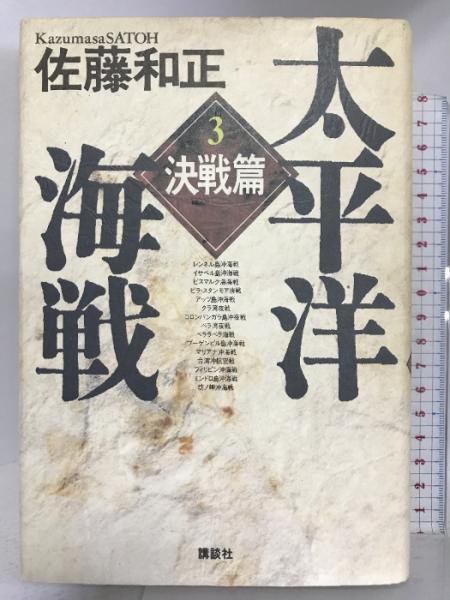 KazumasaSATOH
佐藤和正
太平洋
海戦
3
決戦篇
レンネル島沖海戦
イサベル島沖海戦
ビスマルク海海戦
ビラ・スタンモア夜戦
アッツ島沖海戦
クラ湾夜戦
コロンバンガラ島沖夜戦
ベラ湾夜戦
ベララベラ海戦
ブーゲンビル島沖海戦
マリアナ沖海戦
台湾沖航空戦
フィリピン沖海戦
ミンドロ島沖海戦
坊ノ岬沖海戦
講談社